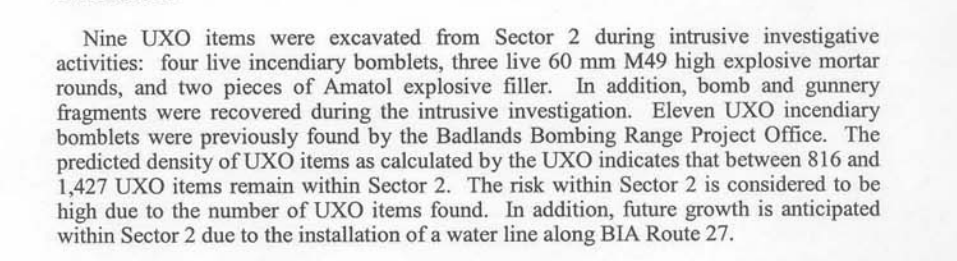 Nine UXO items were excavated from Sector 2 during intrusive investigative
activities: four live incendiary bomblets, three live 60 mm M49 high explosive mortar
rounds, and two pieces of Amatol explosive filler. In addition, bomb and gunnery
fragments were recovered during the intrusive investigation. Eleven UXO incendiary
bomblets were previously found by the Badlands Bombing Range Project Office. The
predicted density of UXO items as calculated by the UXO indicates that between 816 and
1,427 UXO items remain within Sector 2. The risk within Sector 2 is considered to be
high due to the number of UXO items found. In addition, future growth is anticipated
within Sector 2 due to the installation of a water line along BIA Route 27.